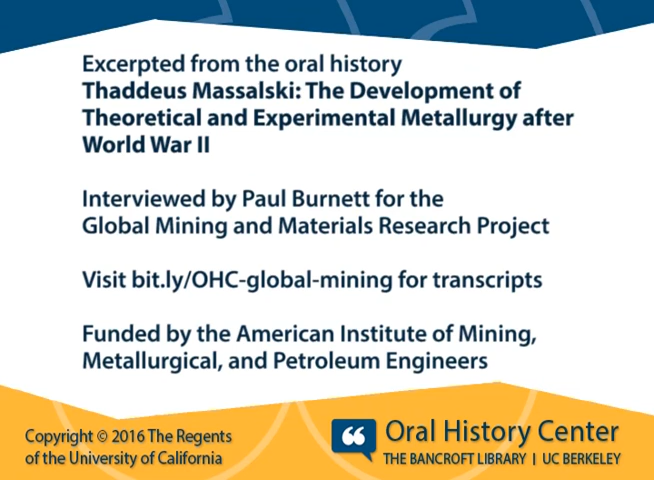 Excerpted from the oral history
Thaddeus Massalski: The Development of
Theoretical and Experimental Metallurgy after
World War II
Interviewed by Paul Burnett for the
Global Mining and Materials Research Project
Visit bit.ly/OHC-global-mining for transcripts
Funded by the American Institute of Mining,
Metallurgical, and Petroleum Engineers
Copyright © 2016 The Regents
of the University of California
Oral History Center
THE BANCROFT LIBRARY | UC BERKELEY